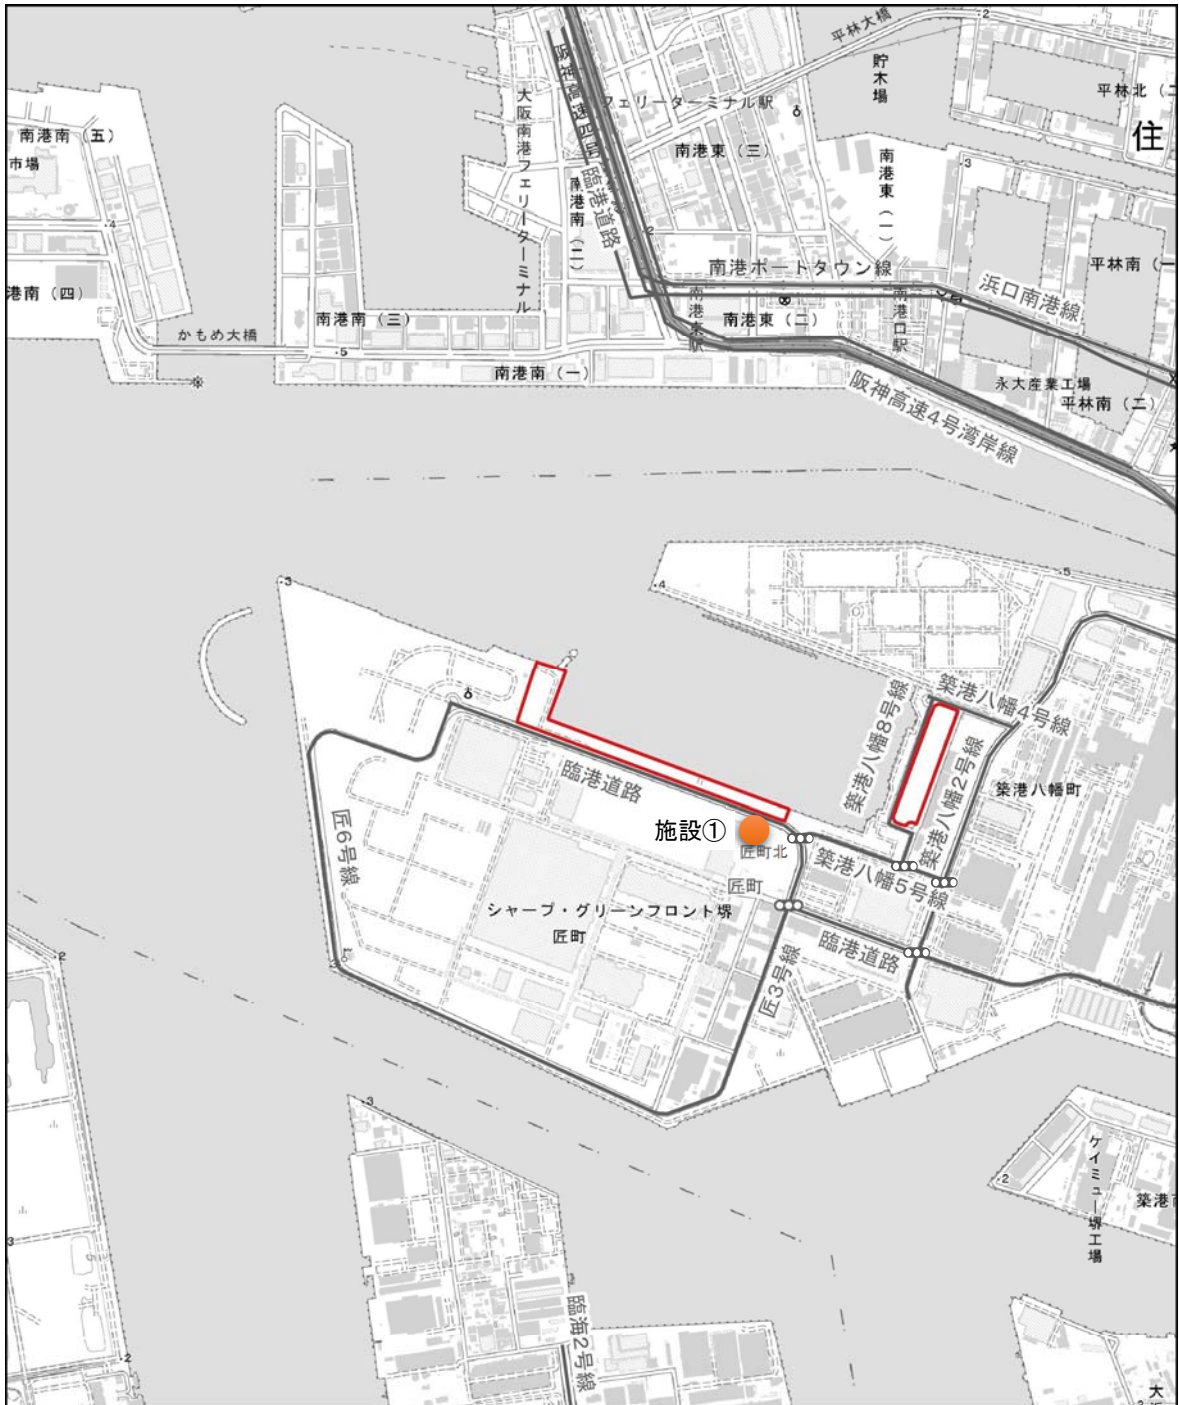 平林大橋
貯木場
平林北（二
住
阪神高速四号
フェリーターミナル駅
大阪南港フェリーターミナル
南港南（五）
市場
南港東（三）
南港東（一）
南港南（二）
臨港道路
南港ポートタウン線
平林南（一
浜口南港線
港南（四）
南港南（三）
南港東駅
南港東（二）
南港口駅
かもめ大橋
南港南（一）
永大産業工場
平林南（二）
阪神高速4号湾岸線
築港八幡4号線
築港八幡8号線
築港八幡2号線
築港八幡町
臨港道路
施設①
匠町北
匠6号線
匠町
築港八幡5号線
シャープ・グリーンフロント堺
匠町
臨港道路
匠3号線
ケイミュー堺工場
築港南
臨海2号線
大